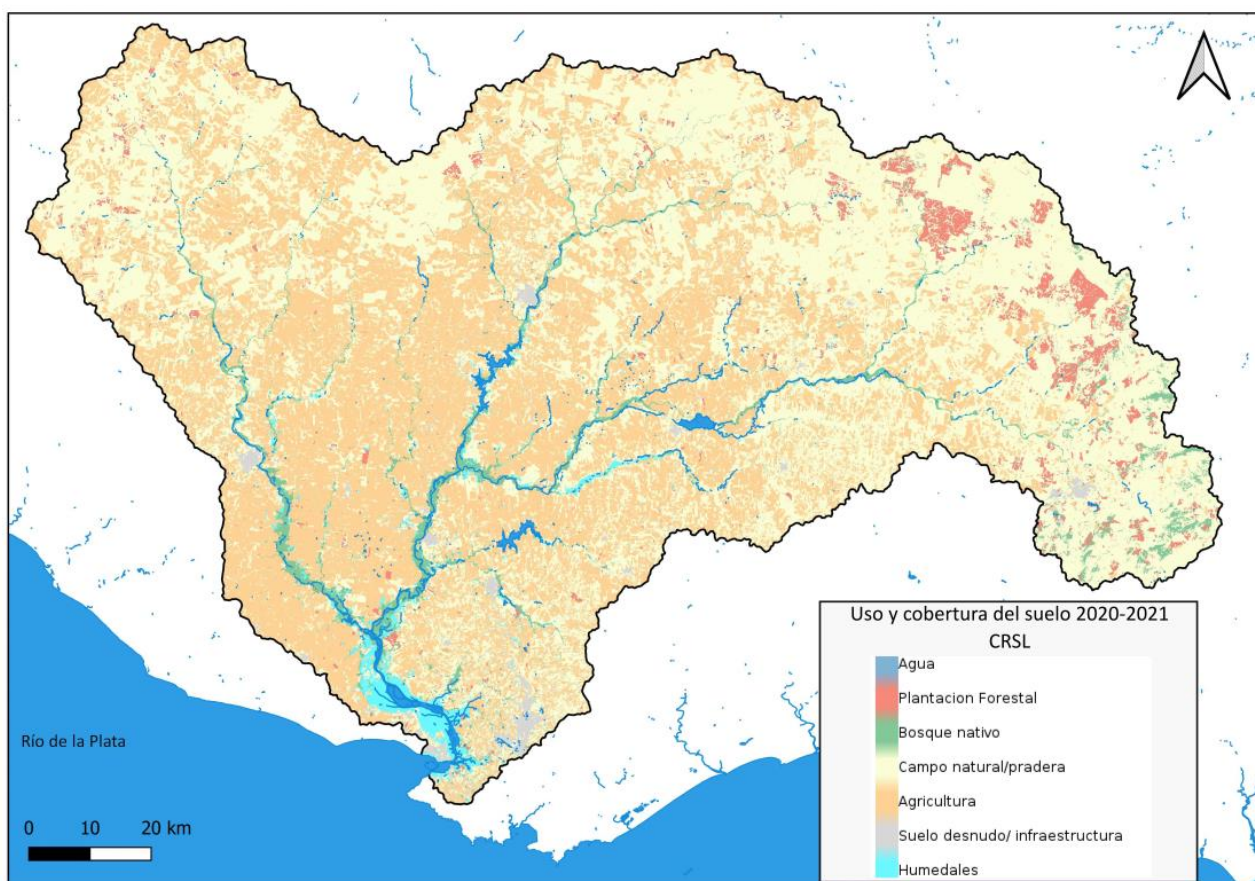 Uso y cobertura del suelo 2020-2021
CRSL
Agua
Plantacion Forestal
Bosque nativo
Campo natural/pradera
Agricultura
Suelo desnudo/ infraestructura
Humedales
Río de la Plata
0 10 20 km